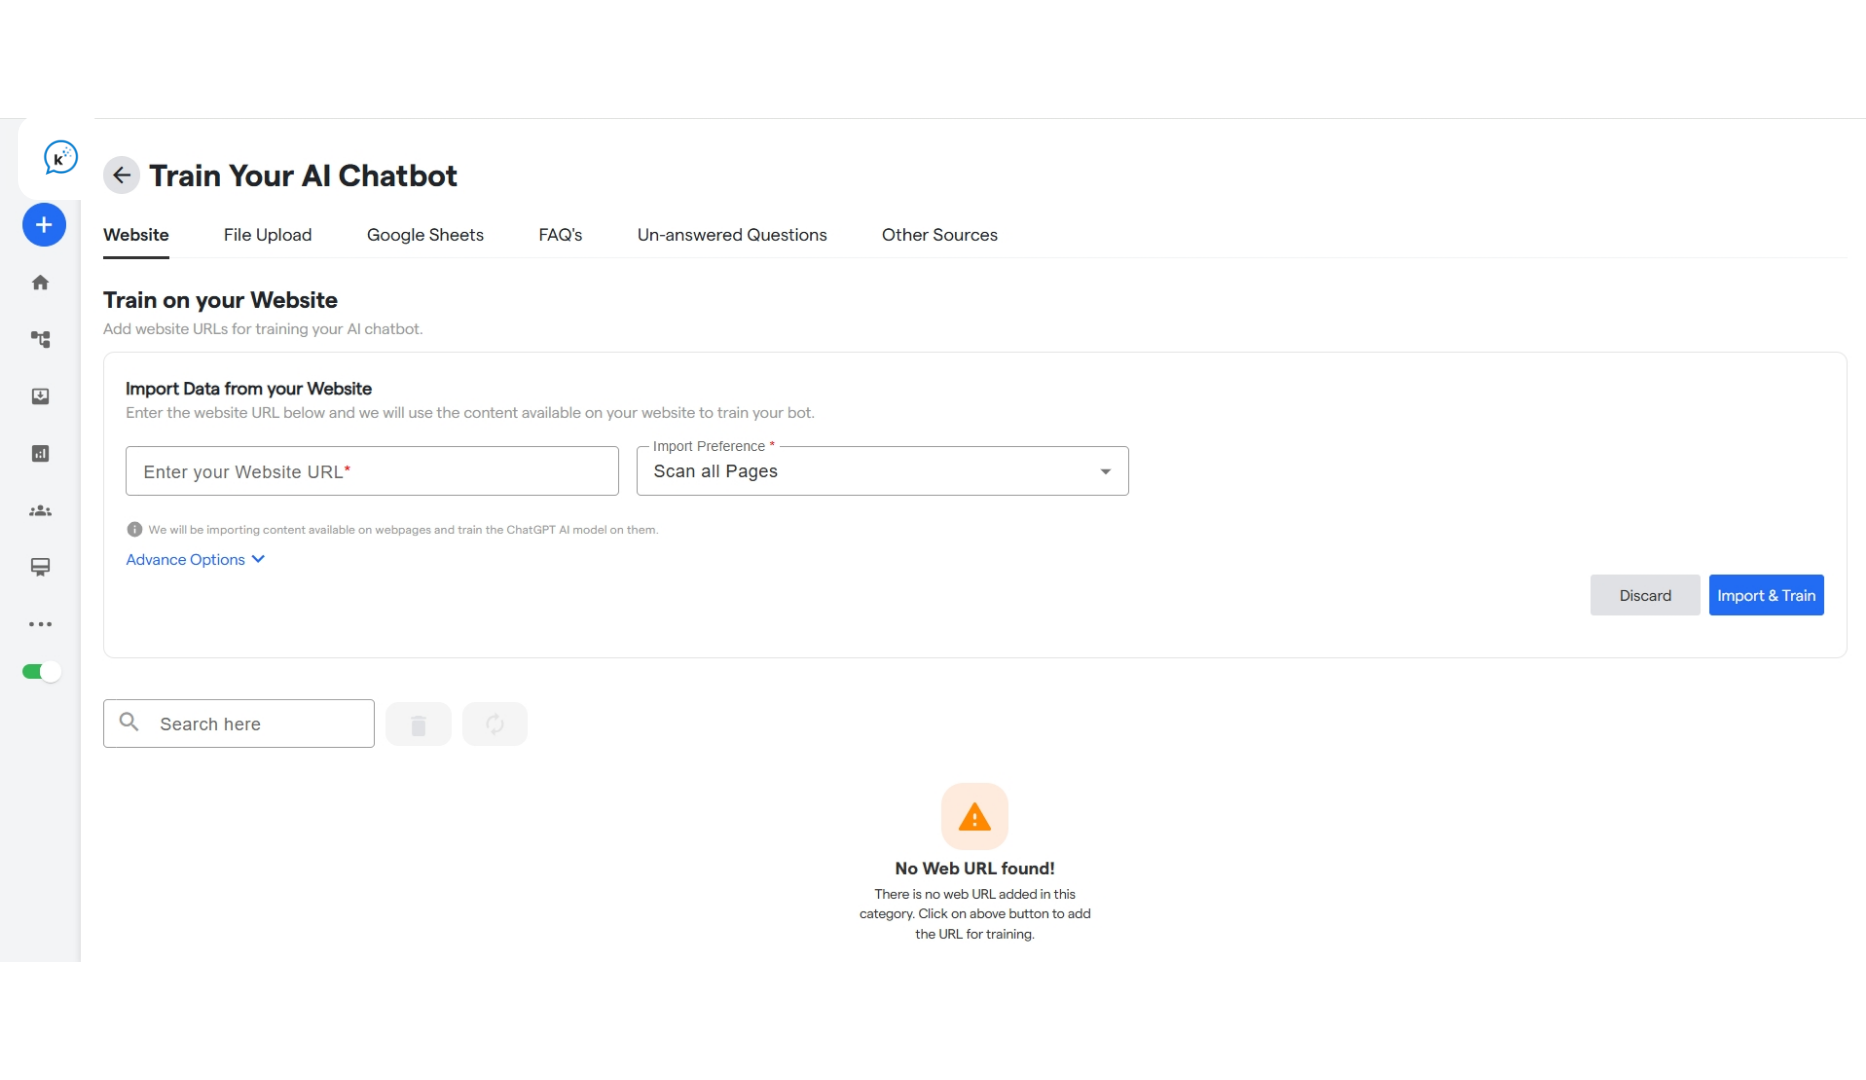 k
Train Your AI Chatbot
Website File Upload Google Sheets FAQ's Un-answered Questions Other Sources
Train on your Website
Add website URLs for training your AI chatbot.
Import Data from your Website
Enter the website URL below and we will use the content available on your website to train your bot.
Import Preference *
Enter your Website URL* Scan all Pages
We will be importing content available on webpages and train the ChatGPT AI model on them.
Advance Options
Discard Import & Train
Search here
No Web URL found!
There is no web URL added in this
category. Click on above button to add
the URL for training.